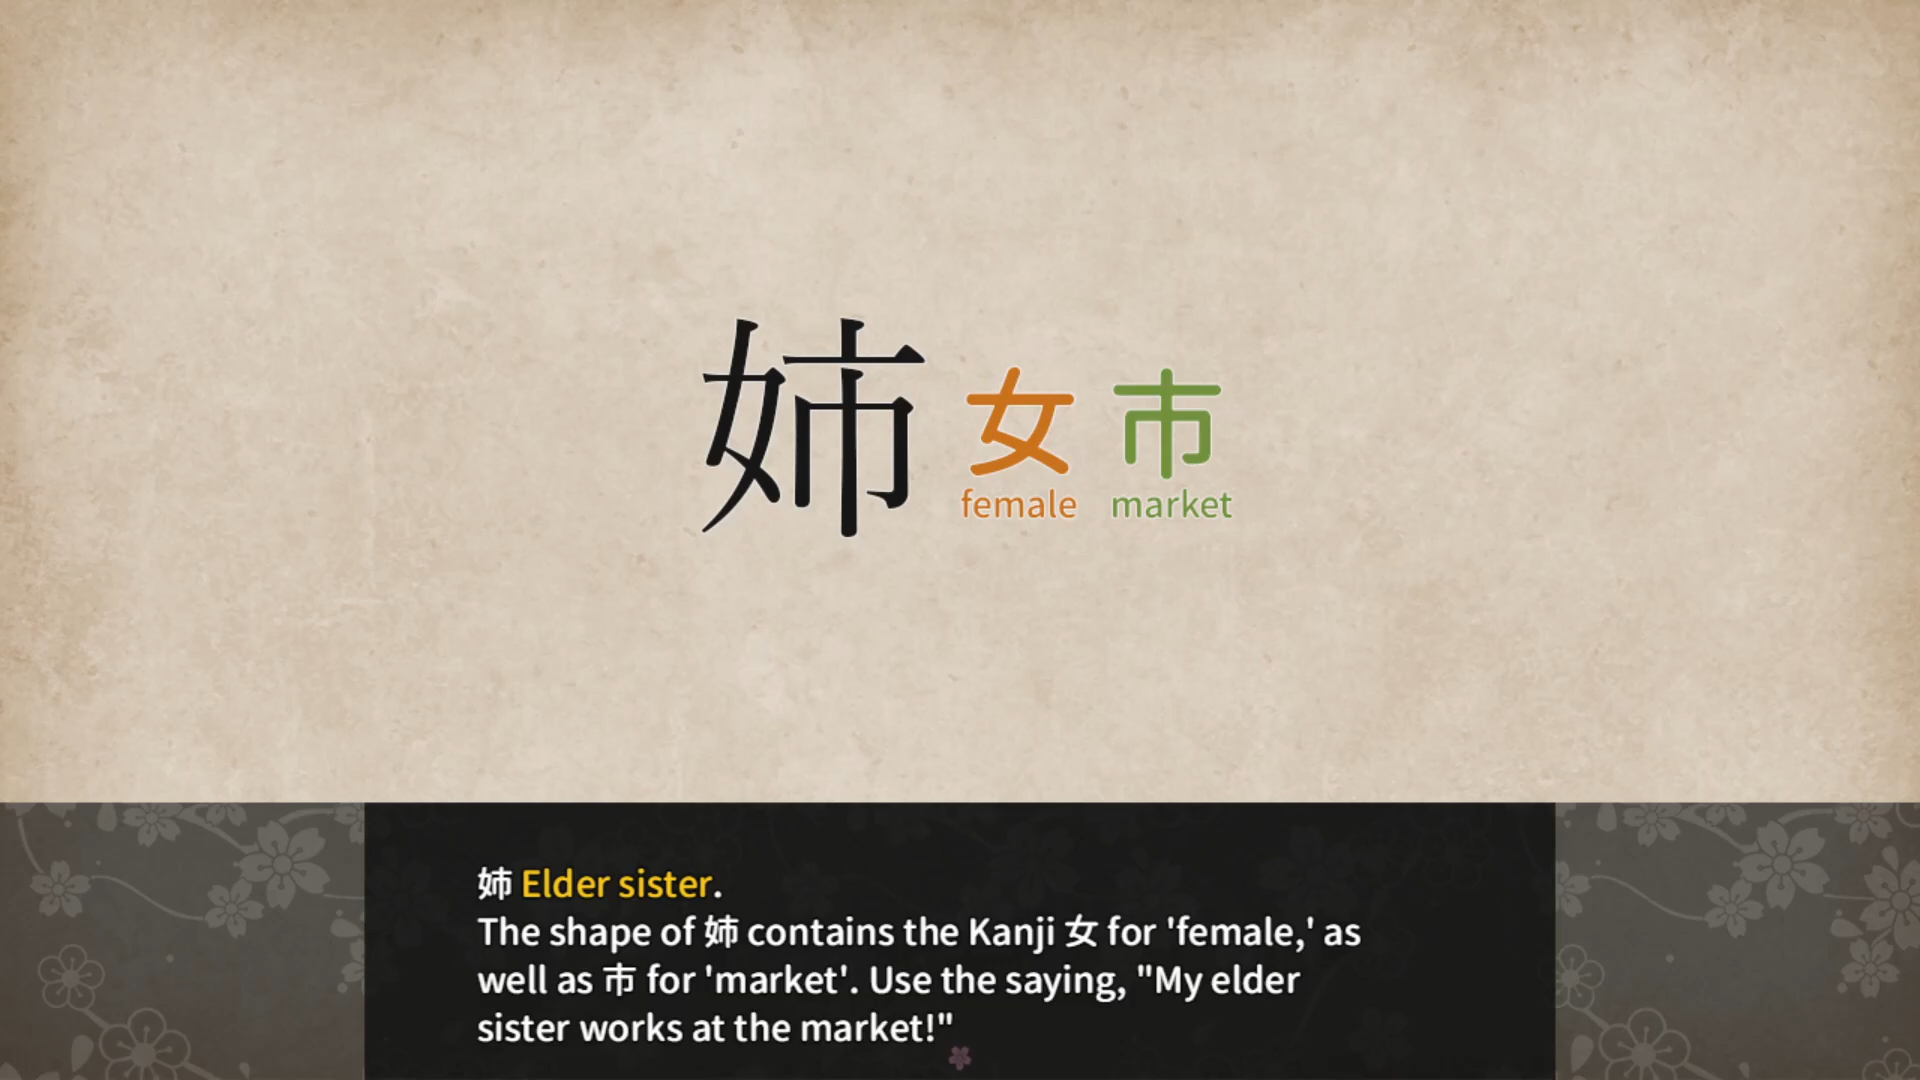 姉 女 市
female market
姉 Elder sister.
The shape of 姉 contains the Kanji 女 for 'female,' as
well as 市 for 'market'. Use the saying, "My elder
sister works at the market!"